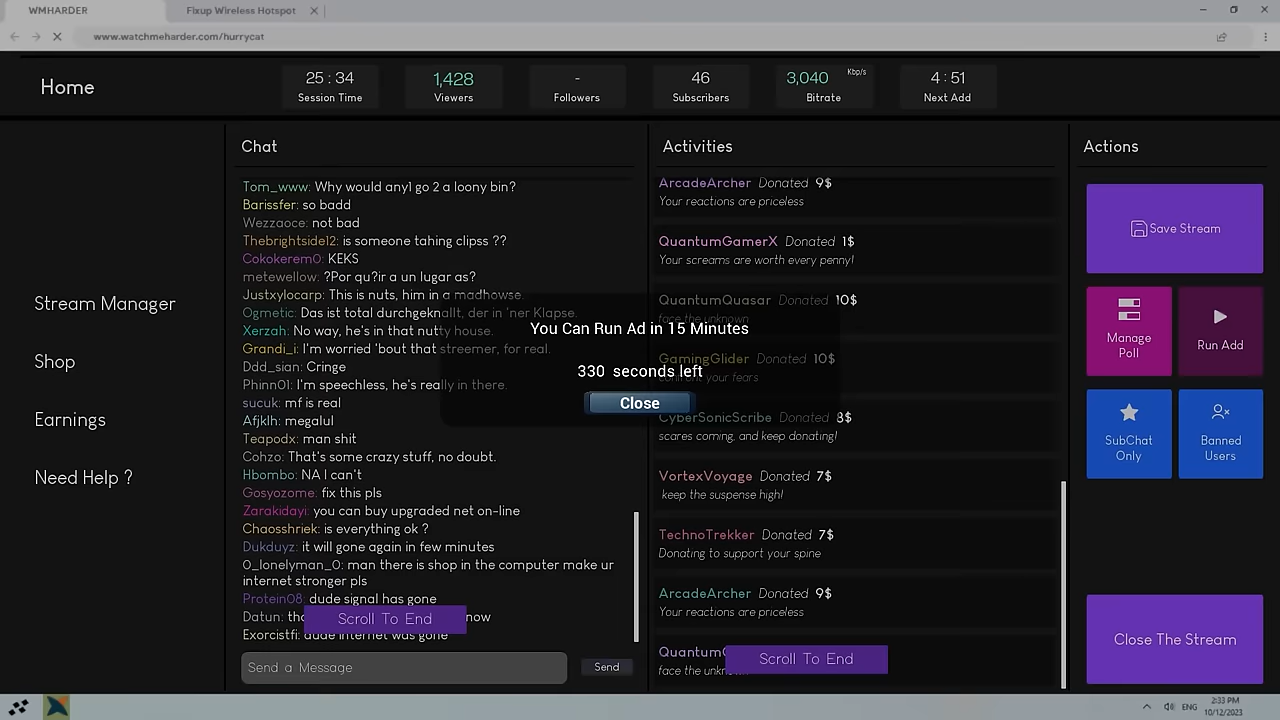 WMHARDER
Fixup Wireless Hotspot
www.watchmeharder.com/hurrycat
Home
25 : 34
Session Time
1,428
Viewers
-
Followers
46
Subscribers
3,040 Kbp/s
Bitrate
4 : 51
Next Add
Stream Manager
Shop
Earnings
Need Help ?
Chat
Tom_www: Why would any1 go 2 a loony bin?
Barissfer: so badd
Wezzaoce: not bad
Thebrightside12: is someone tahing clipss ??
Cokokerem0: KEKS
metewellow: ?Por qu?ir a un lugar as?
Justxylocarp: This is nuts, him in a madhowse.
Ogmetic: Das ist total durchgeknallt, der in 'ner Klapse.
Xerzah: No way, he's in that nutty house.
Grandi_i: I'm worried 'bout that streemer, for real.
Ddd_sian: Cringe
Phinn01: I'm speechless, he's really in there.
sucuk: mf is real
Afjklh: megalul
Teapodx: man shit
Cohzo: That's some crazy stuff, no doubt.
Hbombo: NA I can't
Gosyozome: fix this pls
Zarakidayi: you can buy upgraded net on-line
Chaosshriek: is everything ok ?
Dukduyz: it will gone again in few minutes
0_lonelyman_0: man there is shop in the computer make ur
internet stronger pls
Protein08: dude signal has gone
Datun: now
Exorcistfi: dude internet was gone
Scroll To End
Send a Message
Send
Activities
ArcadeArcher Donated 9$
Your reactions are priceless
QuantumGamerX Donated 1$
Your screams are worth every penny!
QuantumQuasar Donated 10$
face the unknown
GamingGlider Donated 10$
confront your fears
CyberSonicScribe Donated 8$
scares coming, and keep donating!
VortexVoyage Donated 7$
keep the suspense high!
TechnoTrekker Donated 7$
Donating to support your spine
ArcadeArcher Donated 9$
Your reactions are priceless
face the
Scroll To End
You Can Run Ad in 15 Minutes
330 seconds left
Close
Actions
Save Stream
Manage
Poll
Run Add
SubChat
Only
Banned
Users
Close The Stream
ENG
2:33 PM
10/12/2023